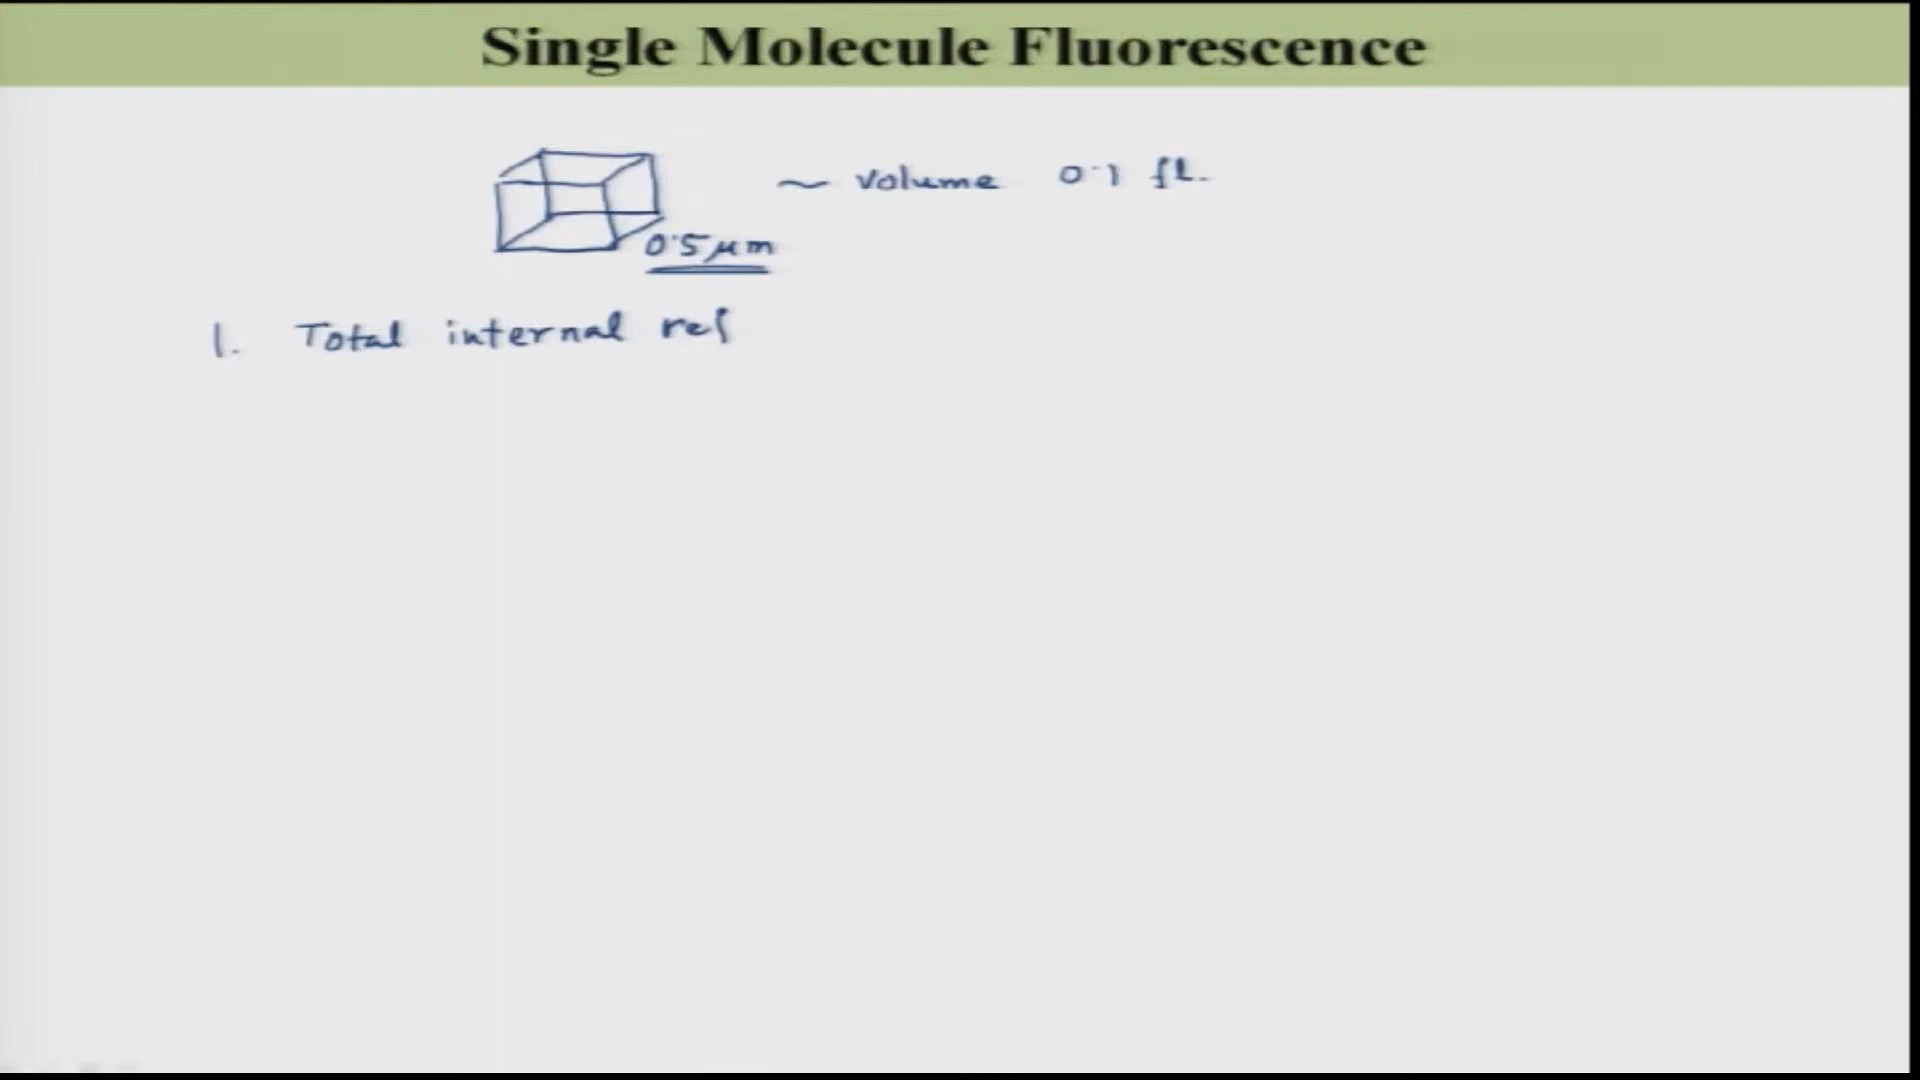 Single Molecule Fluorescence
~ Volume 0.1 fl.
0.5 μm
1. Total internal ref